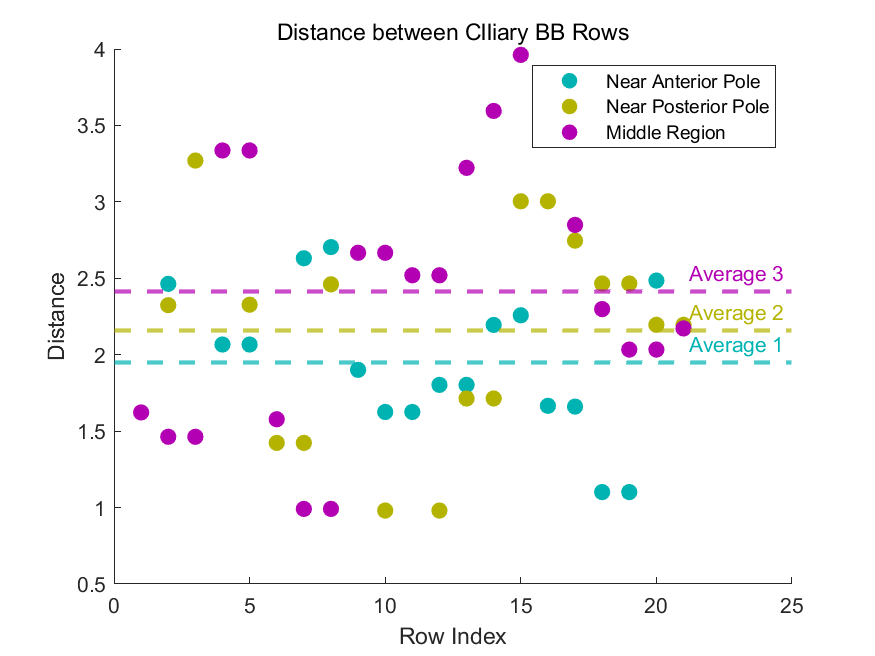 Distance between CIliary BB Rows
4
3.5
3
2.5
2
1.5
1
0.5
Distance
Near Anterior Pole
Near Posterior Pole
Middle Region
Average 3
Average 2
Average 1
0 5 10 15 20 25
Row Index